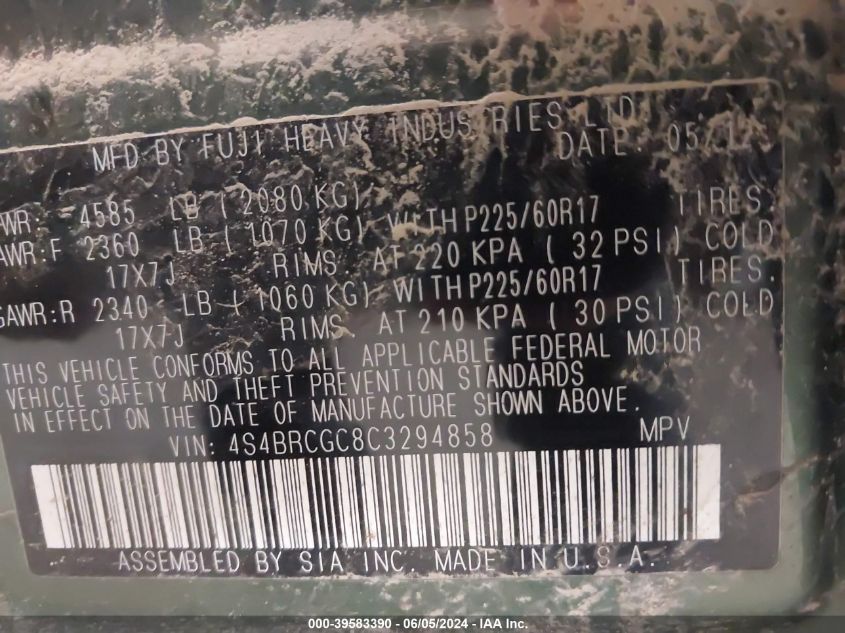 MFD BY FUJI HEAVY INDUSTRIES LTD.
DATE: 05/1
WR: 4585 LB ( 2080 KG)
AWR:F 2360 LB ( 1070 KG) WITH P225/60R17 TIRES
17X7J RIMS. AT 220 KPA ( 32 PSI) COLD
GAWR:R 2340 LB ( 1060 KG) WITH P225/60R17 TIRES.
17X7J RIMS. AT 210 KPA ( 30 PSI) COLD
THIS VEHICLE CONFORMS TO ALL APPLICABLE FEDERAL MOTOR
VEHICLE SAFETY AND THEFT PREVENTION STANDARDS
IN EFFECT ON THE DATE OF MANUFACTURE SHOWN ABOVE.
VIN: 4S4BRCGC8C3294858 MPV
ASSEMBLED BY SIA INC. MADE IN U.S.A.
000-39583390 - 06/05/2024 - IAA Inc.